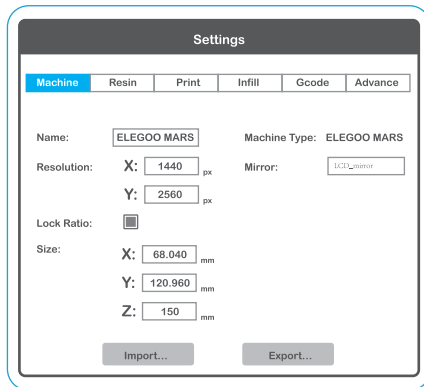 Settings
Machine Resin Print Infill Gcode Advance
Name: ELEGOO MARS Machine Type: ELEGOO MARS
Resolution: X: 1440 px Mirror: LCD_mirror
Y: 2560 px
Lock Ratio:
Size: X: 68.040 mm
Y: 120.960 mm
Z: 150 mm
Import... Export...